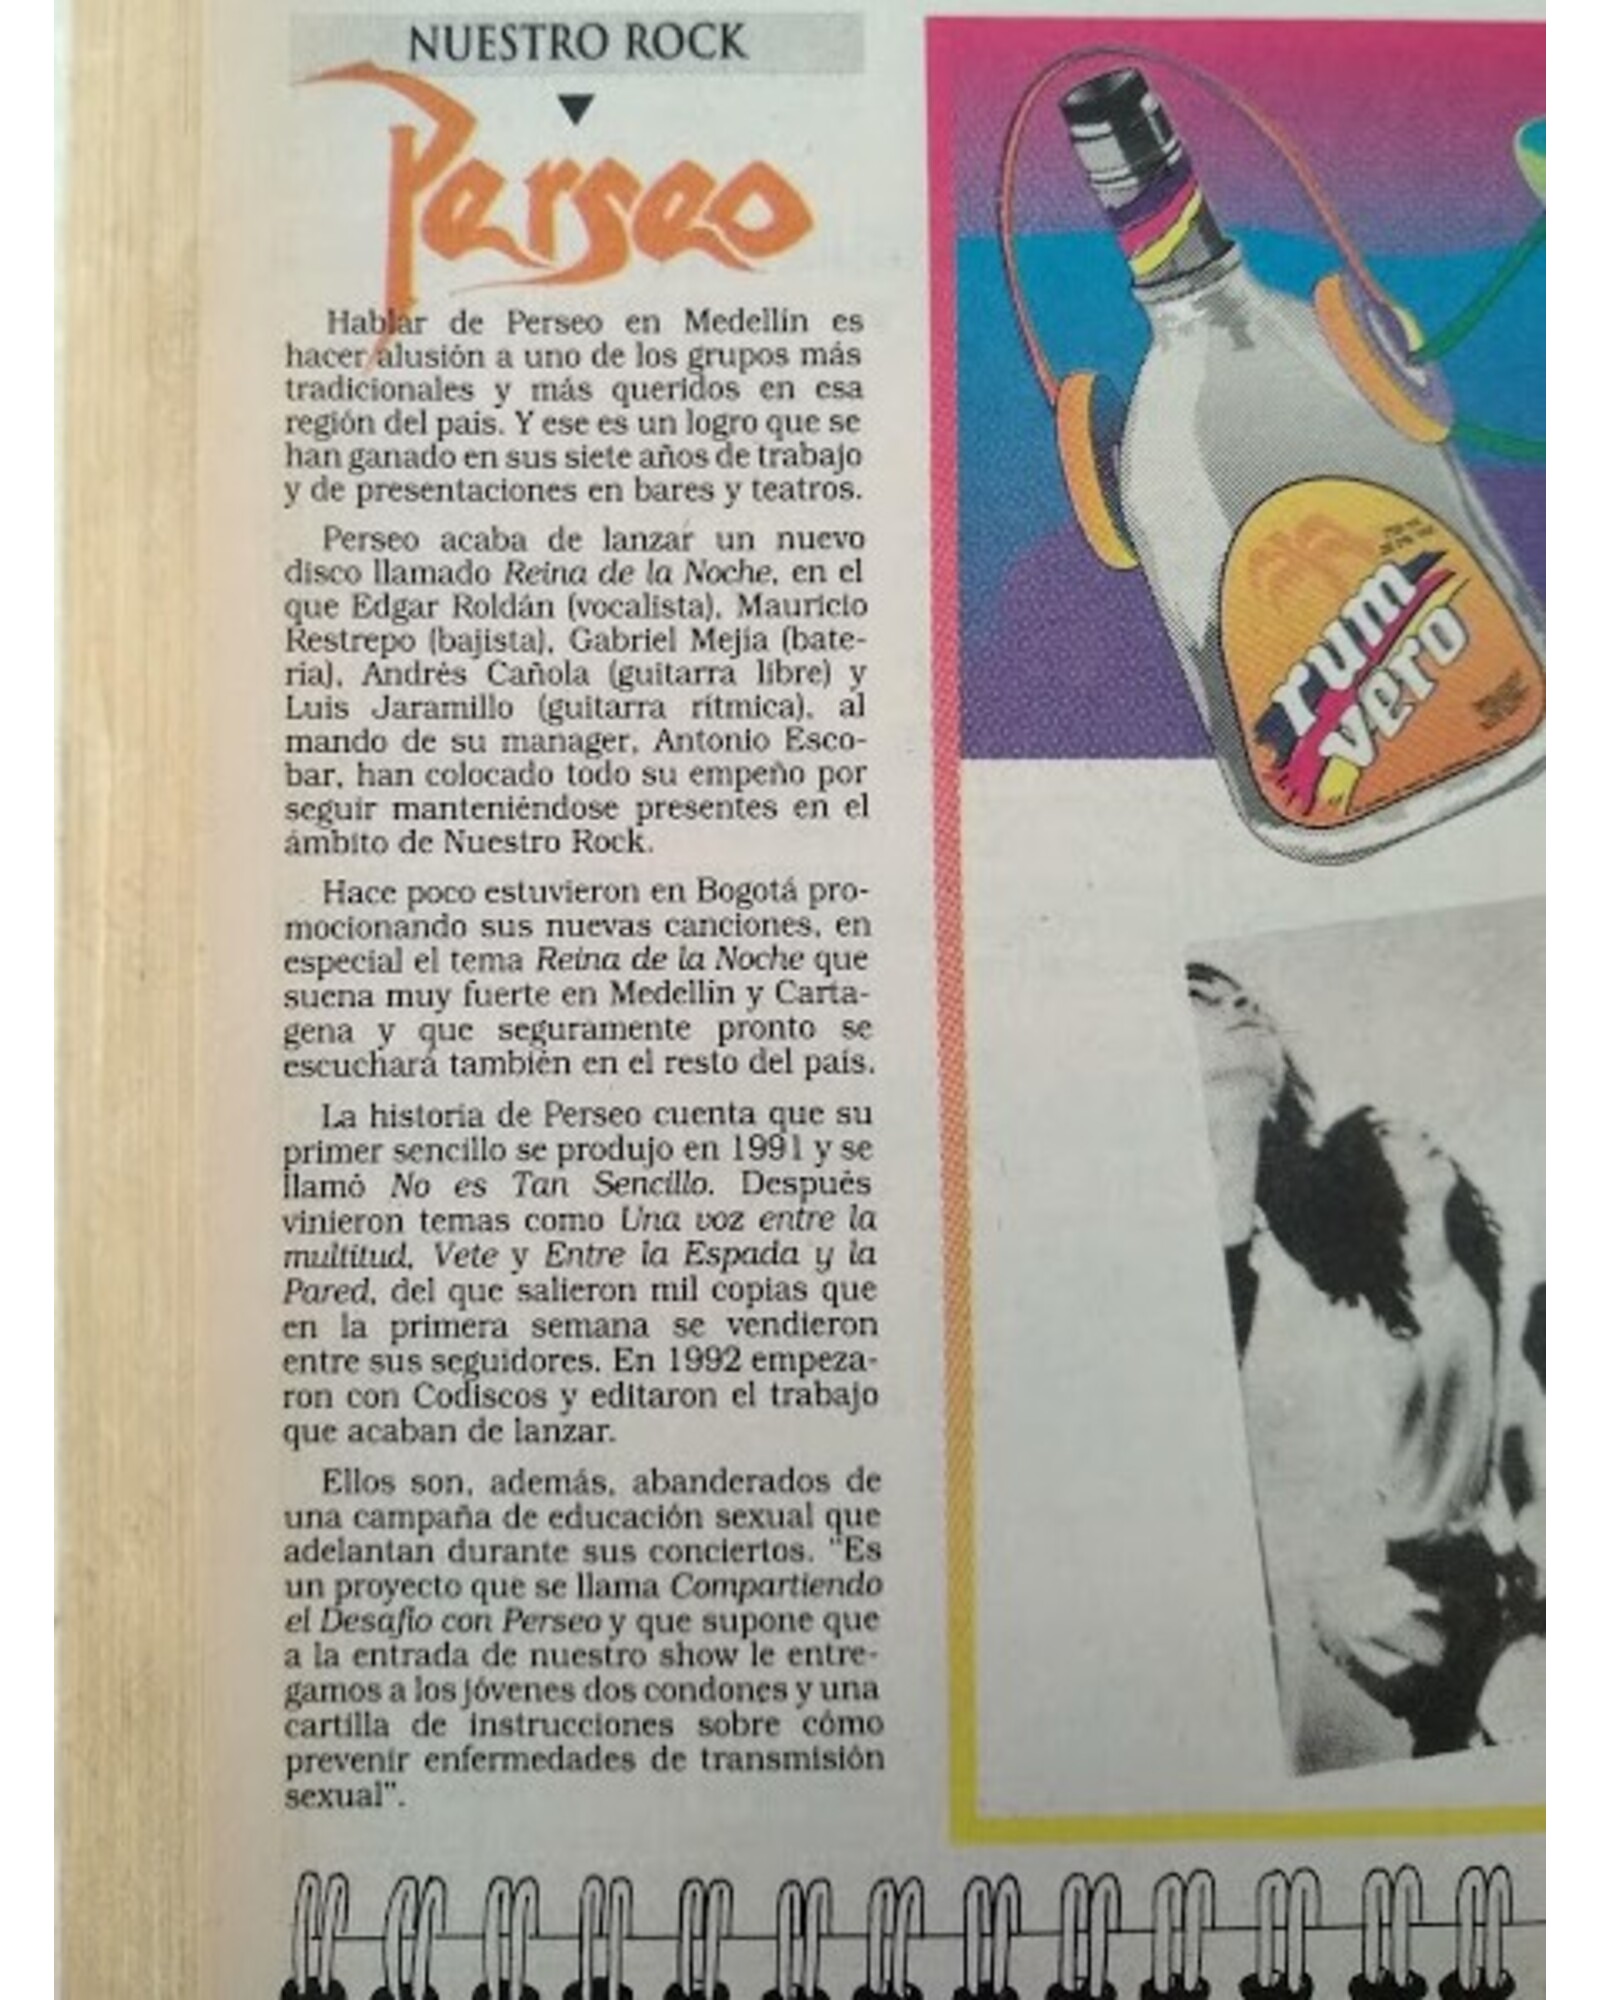 NUESTRO ROCK
Perseo
Hablar de Perseo en Medellín es
hacer alusión a uno de los grupos más
tradicionales y más queridos en esa
región del país. Y ese es un logro que se
han ganado en sus siete años de trabajo
y de presentaciones en bares y teatros.
Perseo acaba de lanzar un nuevo
disco llamado Reina de la Noche, en el
que Edgar Roldán (vocalista), Mauricio
Restrepo (bajista), Gabriel Mejía (bate-
ría), Andrés Cañola (guitarra libre) y
Luis Jaramillo (guitarra rítmica), al
mando de su manager, Antonio Esco-
bar, han colocado todo su empeño por
seguir manteniéndose presentes en el
ámbito de Nuestro Rock.
Hace poco estuvieron en Bogotá pro-
mocionando sus nuevas canciones, en
especial el tema Reina de la Noche que
suena muy fuerte en Medellín y Carta-
gena y que seguramente pronto se
escuchará también en el resto del país.
La historia de Perseo cuenta que su
primer sencillo se produjo en 1991 y se
llamó No es Tan Sencillo. Después
vinieron temas como Una voz entre la
multitud, Vete y Entre la Espada y la
Pared, del que salieron mil copias que
en la primera semana se vendieron
entre sus seguidores. En 1992 empeza-
ron con Codiscos y editaron el trabajo
que acaban de lanzar.
Ellos son, además, abanderados de
una campaña de educación sexual que
adelantan durante sus conciertos. "Es
un proyecto que se llama Compartiendo
el Desafío con Perseo y que supone que
a la entrada de nuestro show le entre-
gamos a los jóvenes dos condones y una
cartilla de instrucciones sobre cómo
prevenir enfermedades de transmisión
sexual".
rum
vero